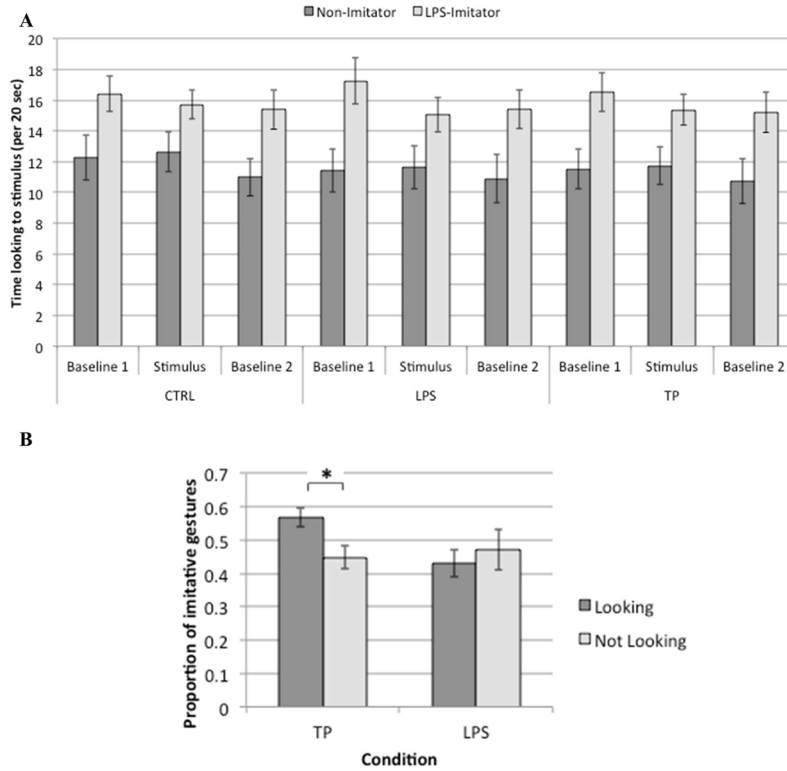 A
Non-Imitator LPS-Imitator
Time looking to stimulus (per 20 sec)
20
18
16
14
12
10
8
6
4
2
0
Baseline 1 Stimulus Baseline 2 Baseline 1 Stimulus Baseline 2 Baseline 1 Stimulus Baseline 2
CTRL LPS TP
B
Proportion of imitative gestures
0.7
0.6
0.5
0.4
0.3
0.2
0.1
0
*
Looking
Not Looking
TP LPS
Condition